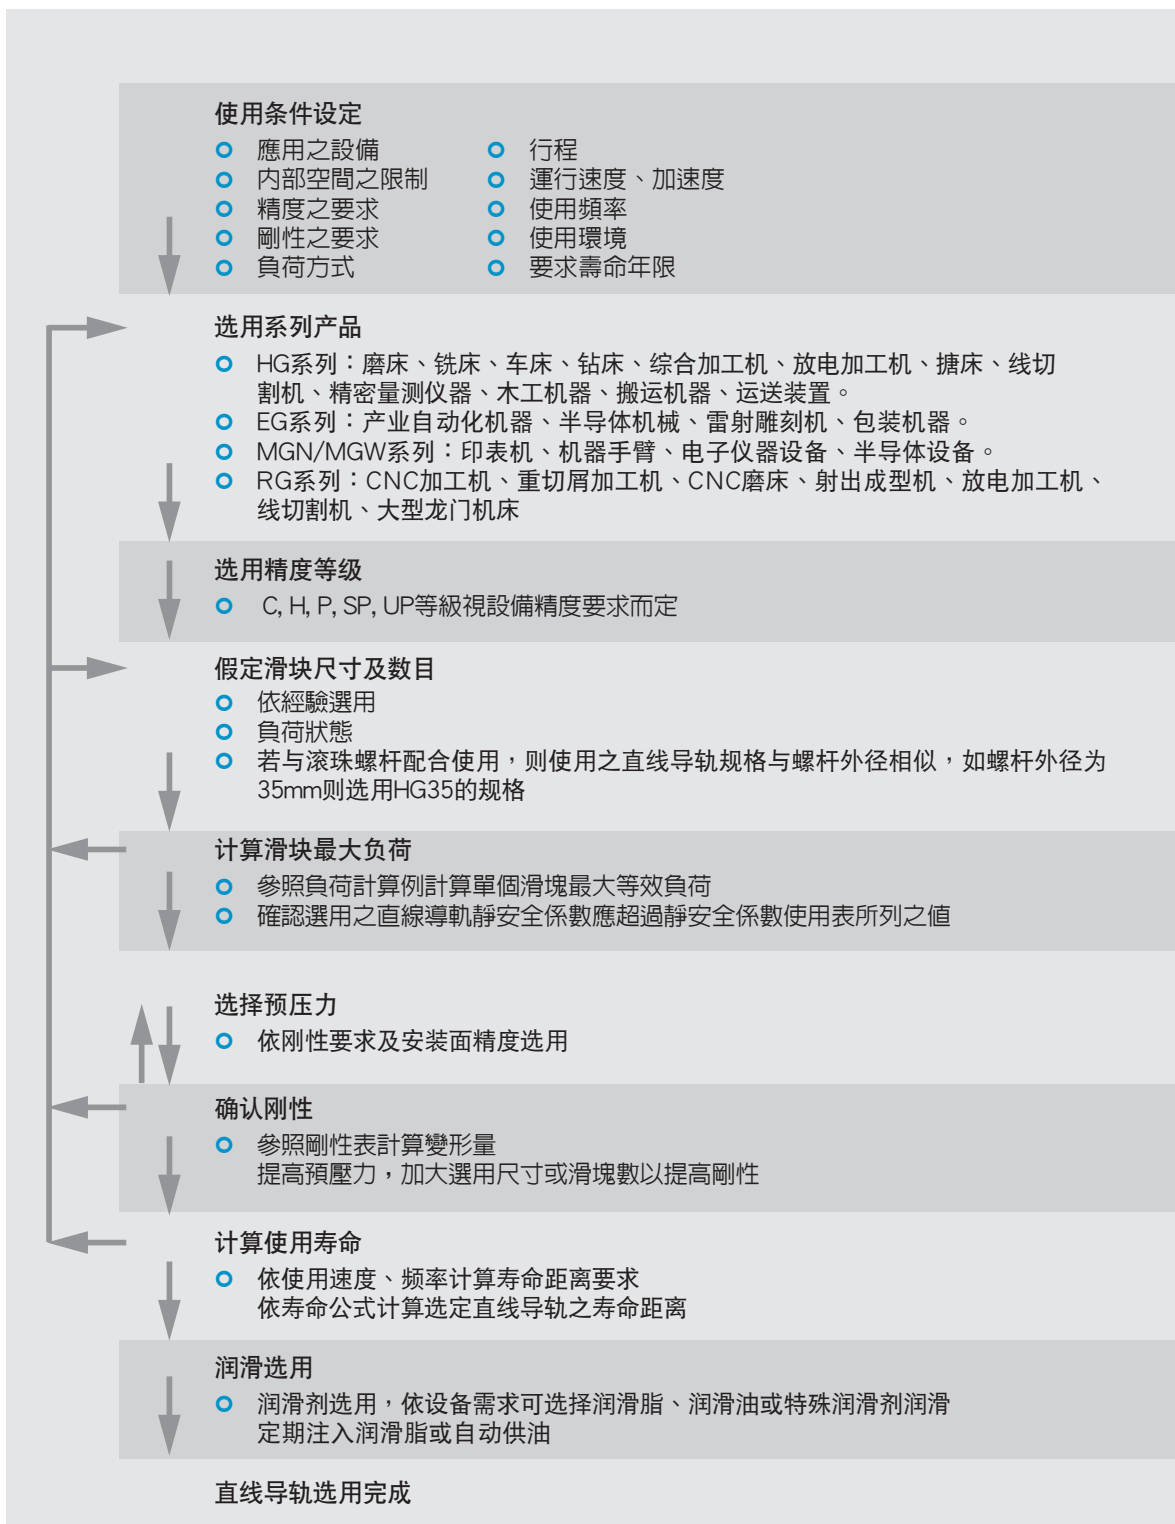 使用条件设定
應用之設備
内部空間之限制
精度之要求
剛性之要求
負荷方式
行程
運行速度、加速度
使用頻率
使用環境
要求壽命年限
选用系列产品
HG系列：磨床、铣床、车床、钻床、综合加工机、放电加工机、搪床、线切
割机、精密量测仪器、木工机器、搬运机器、运送装置。
EG系列：产业自动化机器、半导体机械、雷射雕刻机、包装机器。
MGN/MGW系列：印表机、机器手臂、电子仪器设备、半导体设备。
RG系列：CNC加工机、重切屑加工机、CNC磨床、射出成型机、放电加工机、
线切割机、大型龙门机床
选用精度等级
C, H, P, SP, UP等級視設備精度要求而定
假定滑块尺寸及数目
依經驗選用
負荷狀態
若与滚珠螺杆配合使用，则使用之直线导轨规格与螺杆外径相似，如螺杆外径为
35mm则选用HG35的规格
计算滑块最大负荷
參照負荷計算例計算單個滑塊最大等效負荷
確認選用之直線導軌靜安全係數應超過靜安全係數使用表所列之值
选择预压力
依刚性要求及安装面精度选用
确认刚性
參照剛性表計算變形量
提高預壓力，加大選用尺寸或滑塊數以提高剛性
计算使用寿命
依使用速度、频率计算寿命距离要求
依寿命公式计算选定直线导轨之寿命距离
润滑选用
润滑剂选用，依设备需求可选择润滑脂、润滑油或特殊润滑剂润滑
定期注入润滑脂或自动供油
直线导轨选用完成